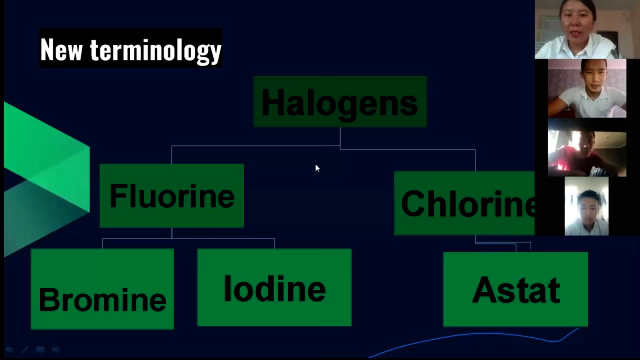 New terminology
Halogens
Fluorine
Chlorine
Bromine
Iodine
Astat